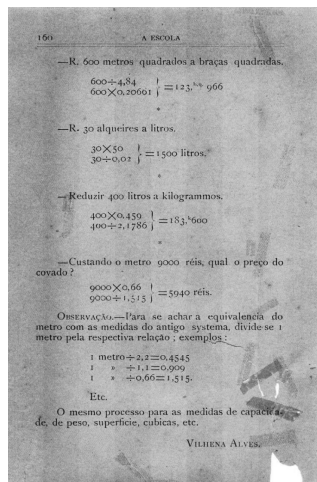 160 A ESCOLA
—R. 600 metros quadrados a braças quadradas.
600÷4,84
600×0,20661 } =123,b.q. 966
—R. 30 alqueires a litros.
30×50
30÷0,02 } =1500 litros.
—Reduzir 400 litros a kilogrammos.
400×0,459
400÷2,1786 } =183,k600
—Custando o metro 9000 réis, qual o preço do
covado?
9000×0,66
9000÷1,515 } =5940 réis.
OBSERVAÇÃO.—Para se achar a equivalencia do
metro com as medidas do antigo systema, divide-se 1
metro pela respectiva relação; exemplos:
1 metro÷2,2=0,4545
1 » ÷1,1=0,909
1 » ÷0,66=1,515.
Etc.
O mesmo processo para as medidas de capacida-
de, de peso, superficie, cubicas, etc.
VILHENA ALVES.